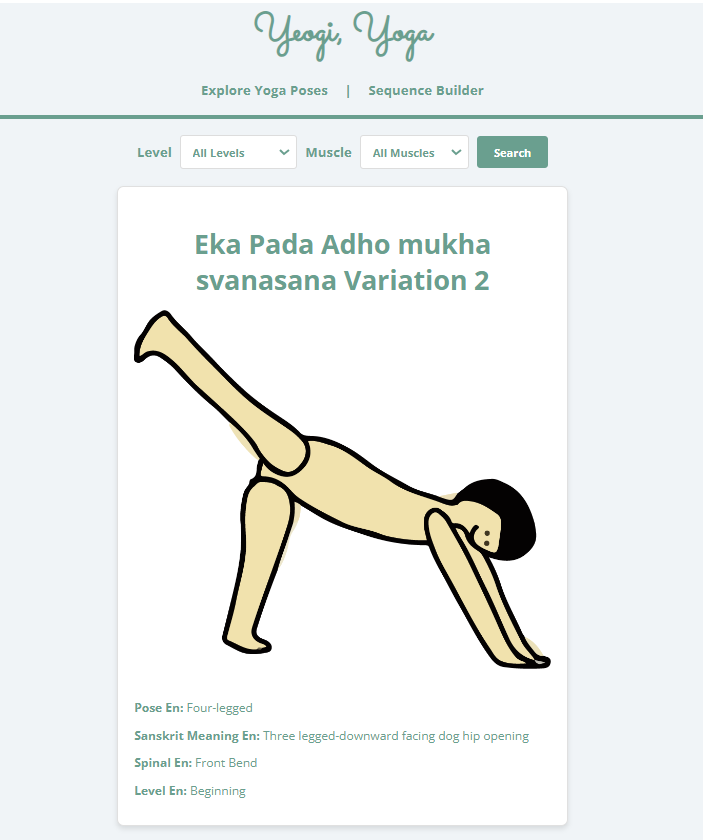 Yeogi, Yoga
Explore Yoga Poses | Sequence Builder
Level All Levels Muscle All Muscles Search
Eka Pada Adho mukha
svanasana Variation 2
Pose En: Four-legged
Sanskrit Meaning En: Three legged-downward facing dog hip opening
Spinal En: Front Bend
Level En: Beginning